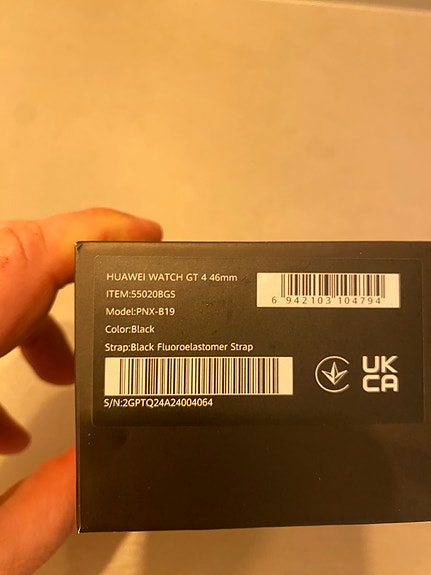 HUAWEI WATCH GT 4 46mm
ITEM:55020BGS
Model:PNX-B19
Color:Black
Strap:Black Fluoroelastomer Strap
6 942103 104794
S/N:2GPTQ24A24004064
UK
CA